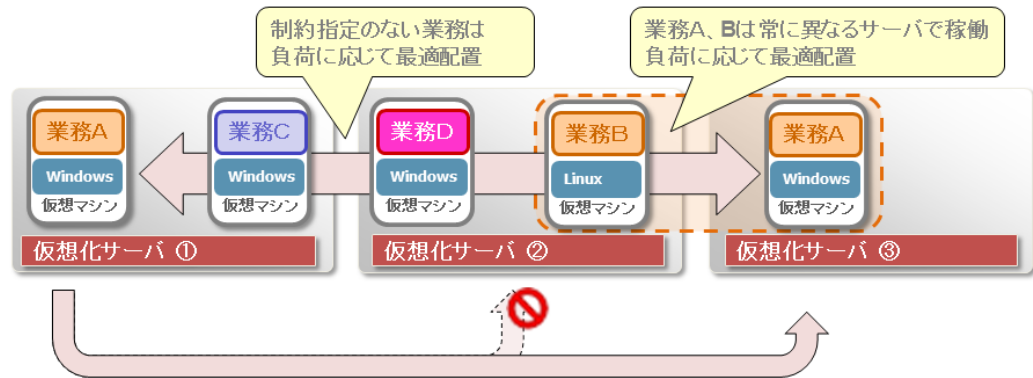 制約指定のない業務は
負荷に応じて最適配置
業務A、Bは常に異なるサーバで稼働
負荷に応じて最適配置
業務A
Windows
仮想マシン
業務C
Windows
仮想マシン
業務D
Windows
仮想マシン
業務B
Linux
仮想マシン
業務A
Windows
仮想マシン
仮想化サーバ ①
仮想化サーバ ②
仮想化サーバ ③